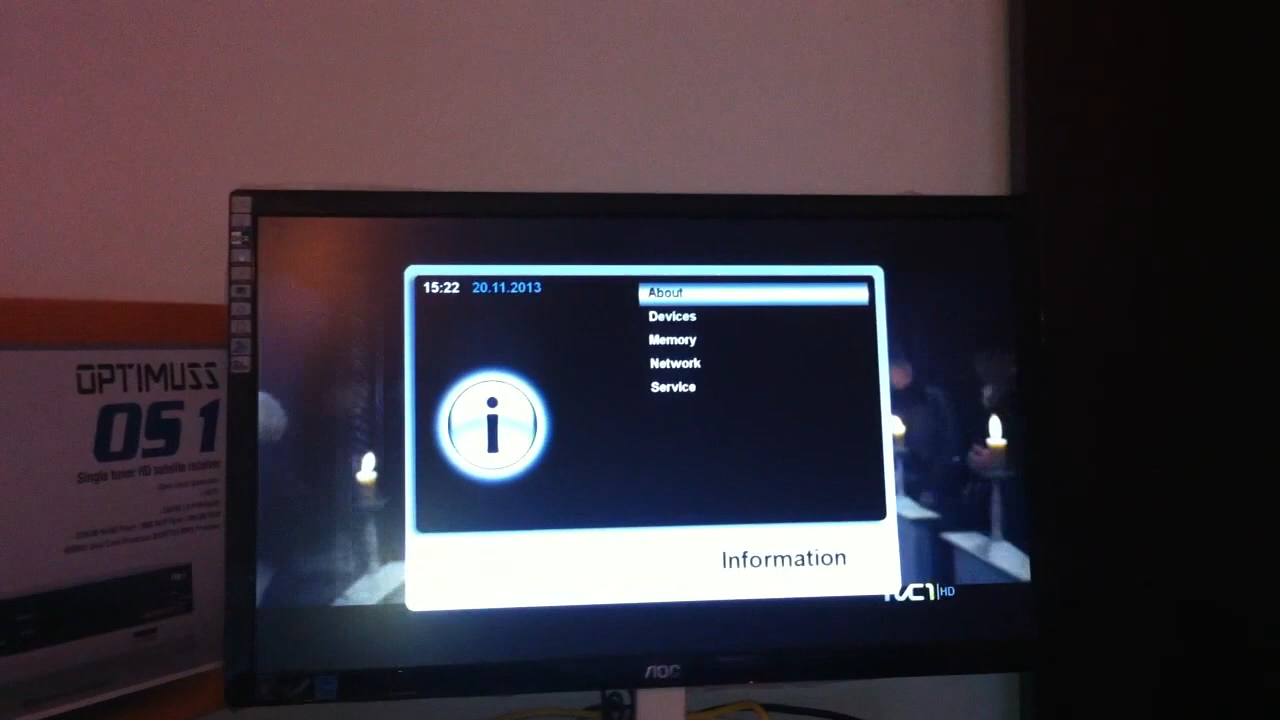 15:22 20.11.2013
About
Devices
Memory
Network
Service
Information
HD
AOC
OPTIMUSS
OS1
Single tuner HD satellite receiver